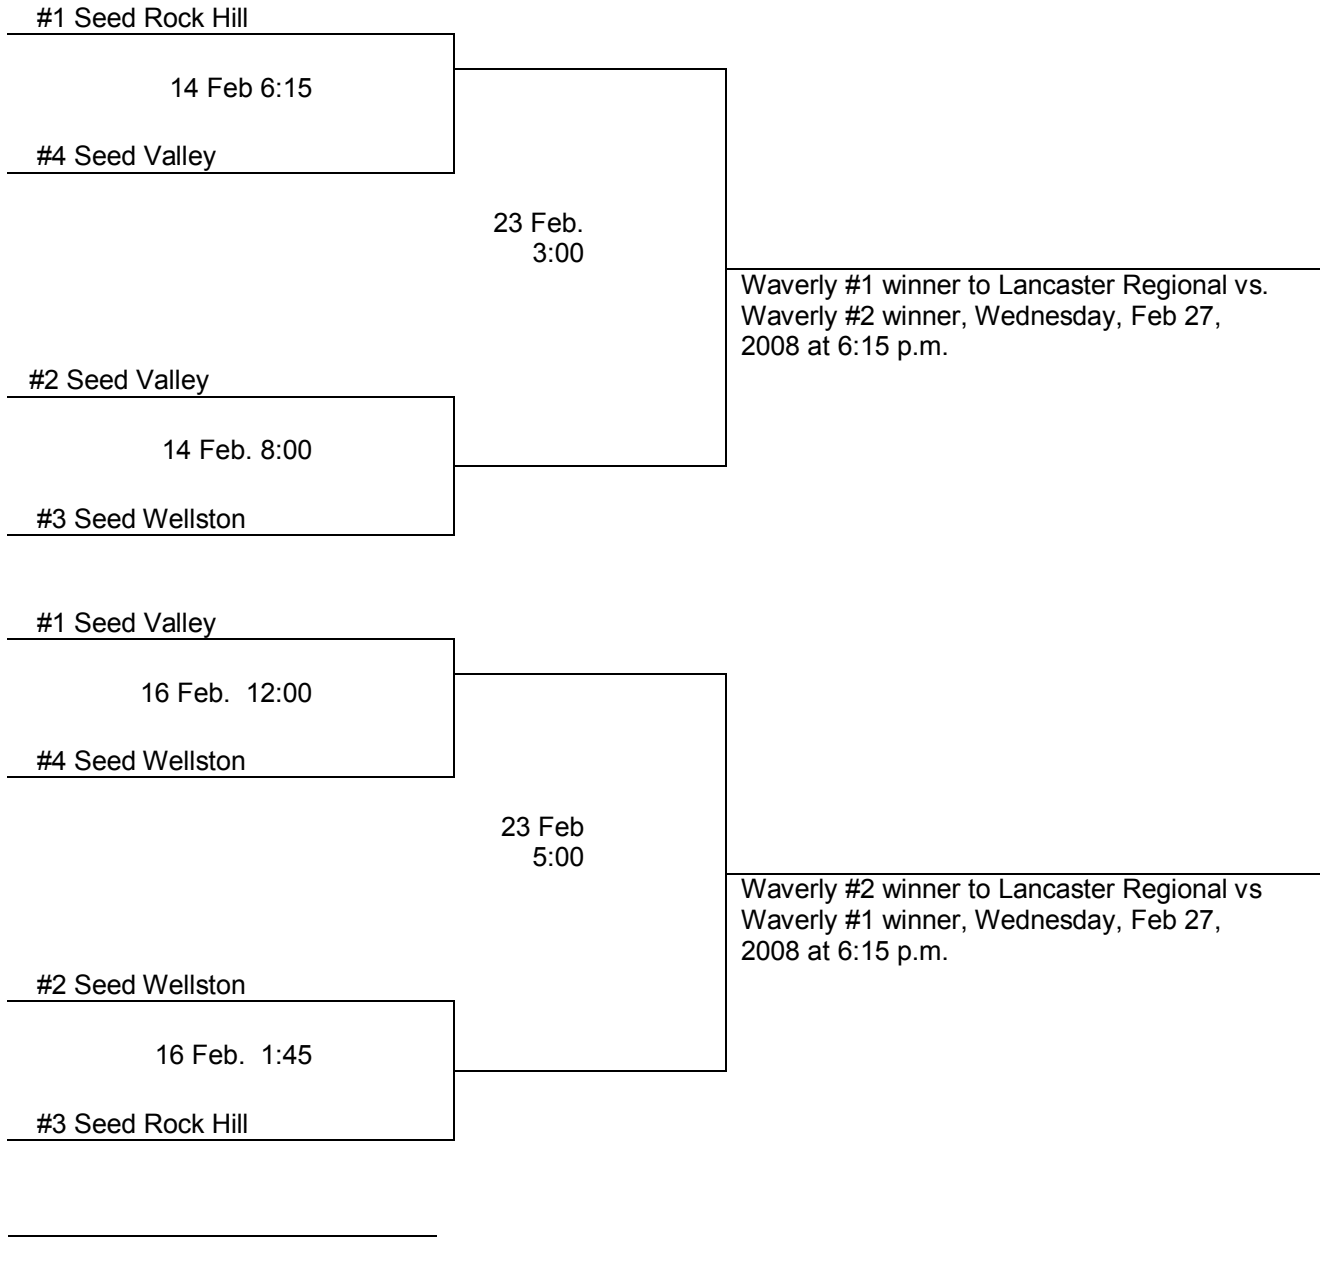 #1 Seed Rock Hill
14 Feb 6:15
#4 Seed Valley
23 Feb.
3:00
Waverly #1 winner to Lancaster Regional vs.
Waverly #2 winner, Wednesday, Feb 27,
2008 at 6:15 p.m.
#2 Seed Valley
14 Feb. 8:00
#3 Seed Wellston
#1 Seed Valley
16 Feb.  12:00
#4 Seed Wellston
23 Feb
5:00
Waverly #2 winner to Lancaster Regional vs
Waverly #1 winner, Wednesday, Feb 27,
2008 at 6:15 p.m.
#2 Seed Wellston
16 Feb.  1:45
#3 Seed Rock Hill